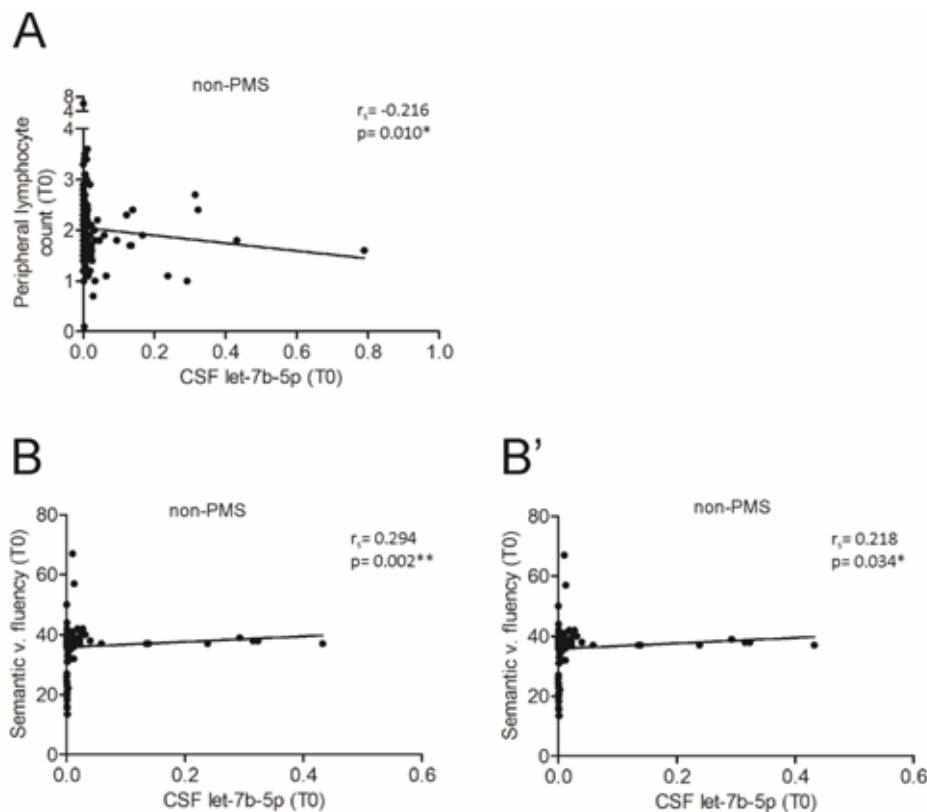 A
non-PMS
rs= -0.216
p= 0.010*
8
4
4
3
2
1
0
Peripheral lymphocyte
count (T0)
0.0 0.2 0.4 0.6 0.8 1.0
CSF let-7b-5p (T0)
B
non-PMS
rs= 0.294
p= 0.002**
80
60
40
20
0
Semantic v. fluency (T0)
0.0 0.2 0.4 0.6
CSF let-7b-5p (T0)
B'
non-PMS
rs= 0.218
p= 0.034*
80
60
40
20
0
Semantic v. fluency (T0)
0.0 0.2 0.4 0.6
CSF let-7b-5p (T0)